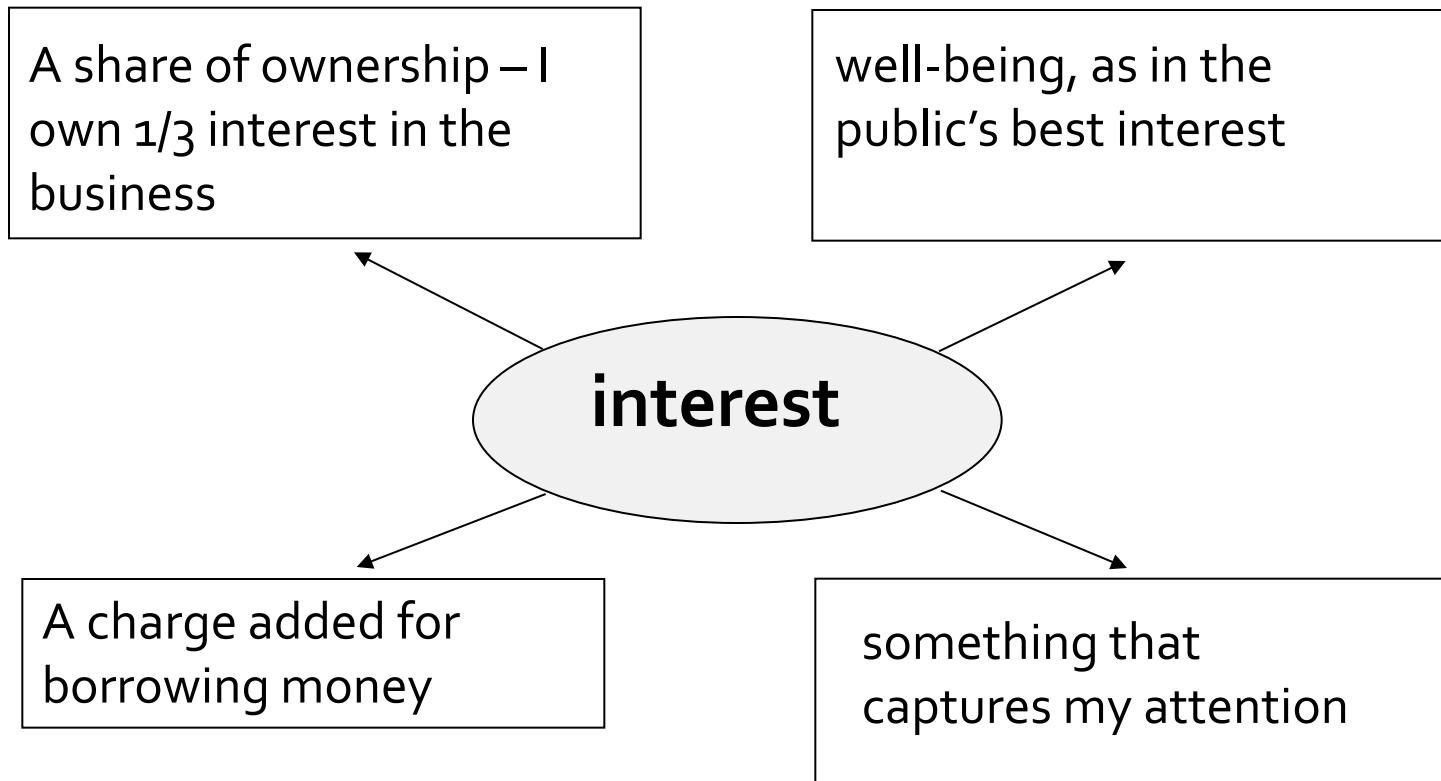 A share of ownership – I
own 1/3 interest in the
business
well-being, as in the
public’s best interest
interest
A charge added for
borrowing money
something that
captures my attention